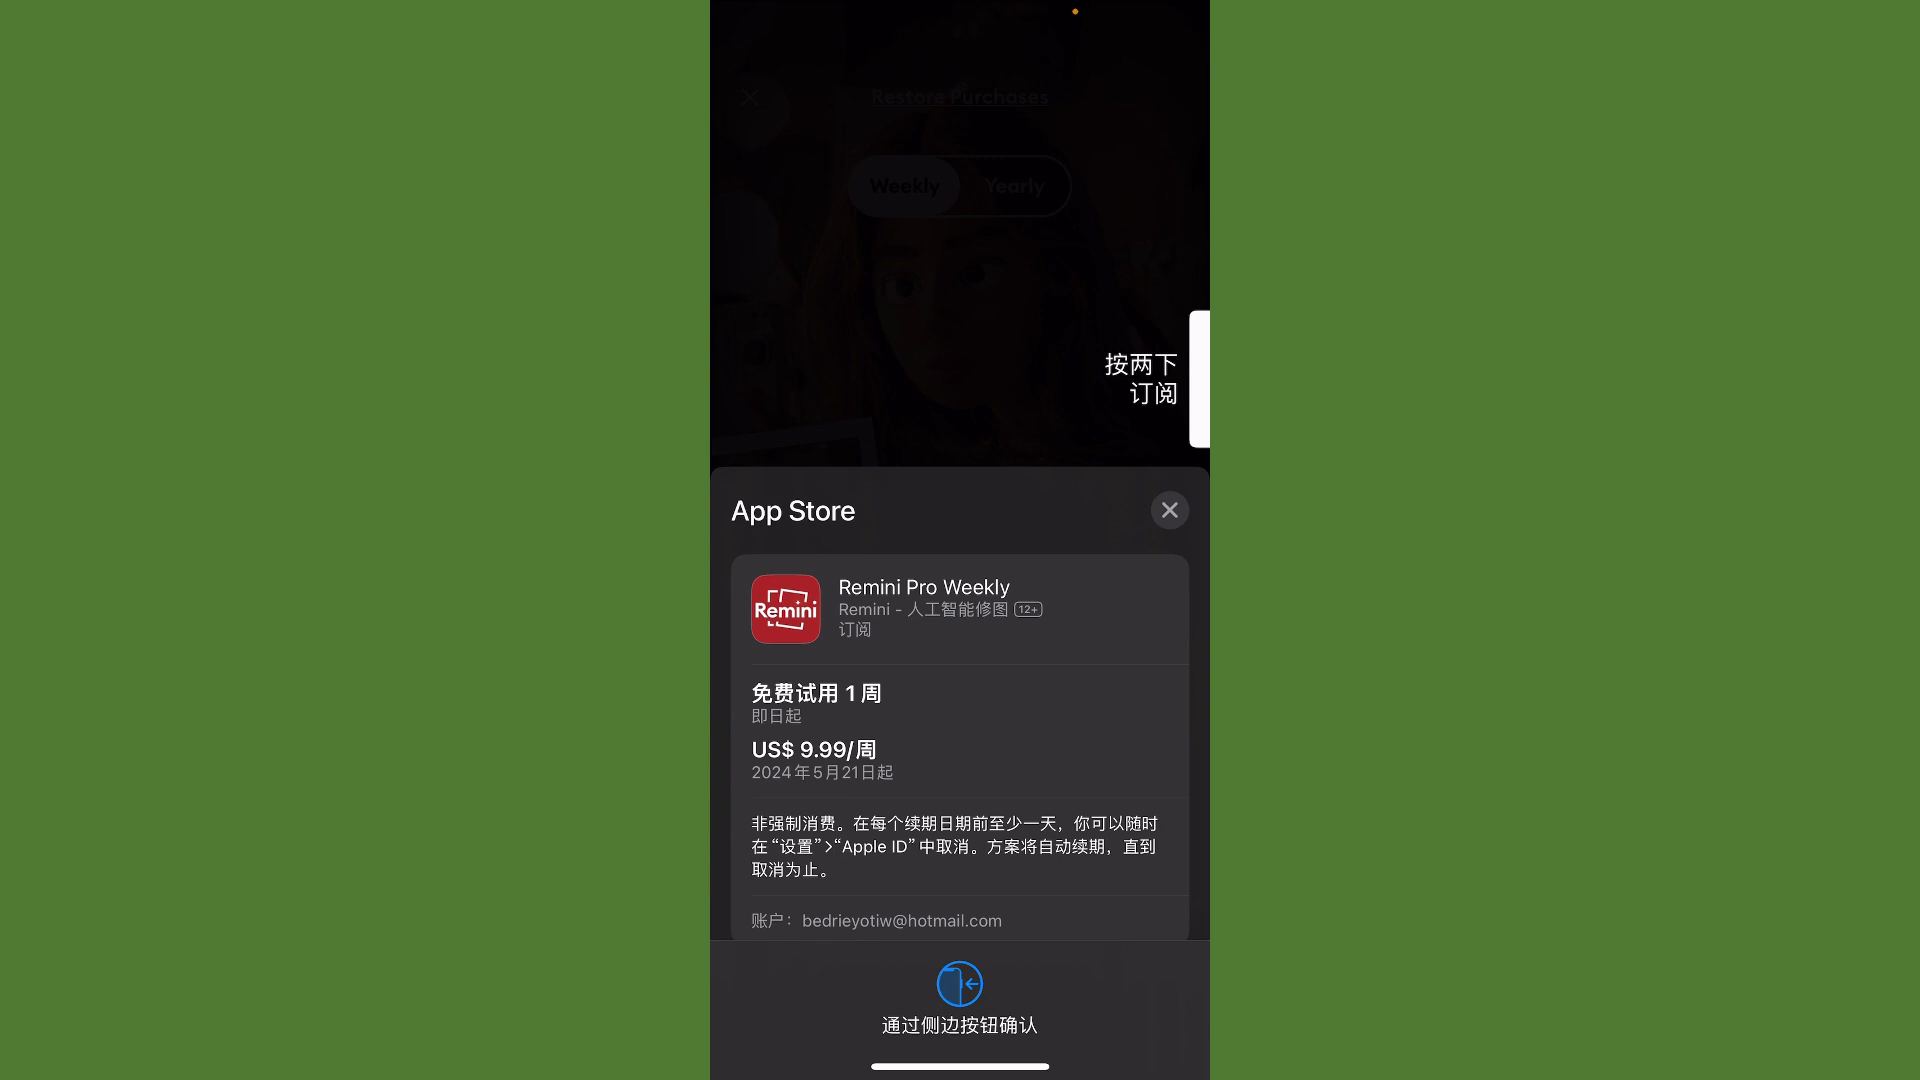 Restore Purchases
Weekly
Yearly
按两下
订阅
App Store
Remini
Remini Pro Weekly
Remini - 人工智能修图 12+
订阅
免费试用 1 周
即日起
US$ 9.99/周
2024年5月21日起
非强制消费。在每个续期日期前至少一天，你可以随时
在“设置”>“Apple ID”中取消。方案将自动续期，直到
取消为止。
账户：bedrieyotiw@hotmail.com
通过侧边按钮确认